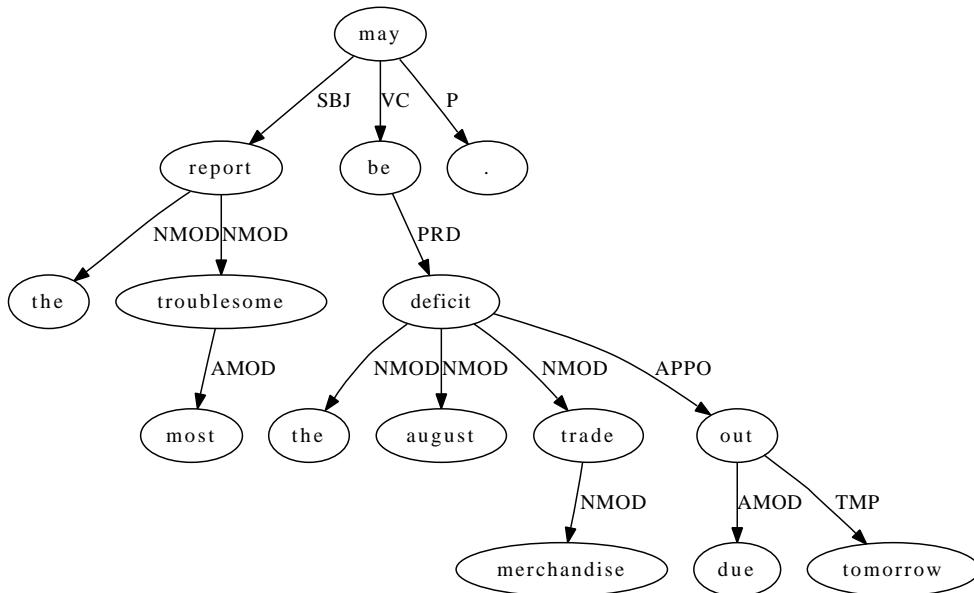 may
SBJ VC P
report be .
NMOD NMOD PRD
the troublesome deficit
AMOD NMOD NMOD NMOD APPO
most the august trade out
NMOD AMOD TMP
merchandise due tomorrow